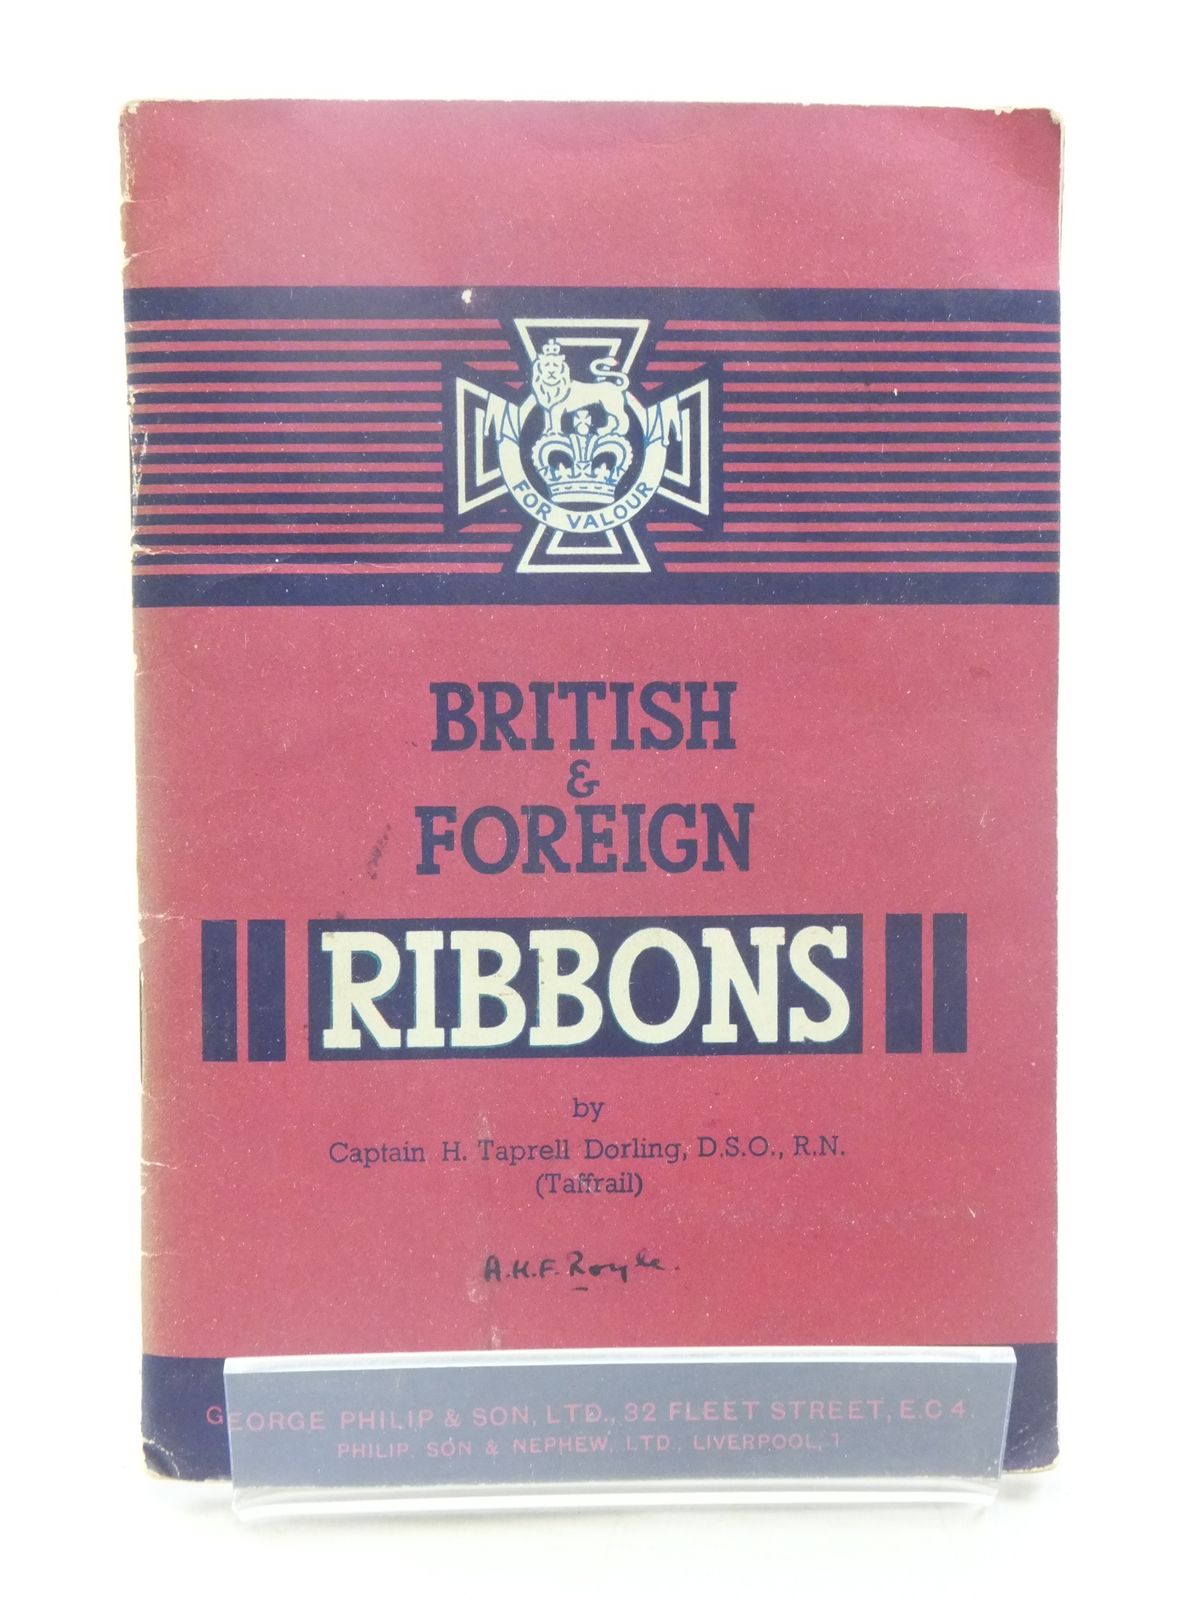 FOR VALOUR
BRITISH
&
FOREIGN
RIBBONS
by
Captain H. Taprell Dorling, D.S.O., R.N.
(Taffrail)
A.H.F. Royle.
GEORGE PHILIP & SON, LTD., 32 FLEET STREET, E.C 4.
PHILIP, SON & NEPHEW, LTD., LIVERPOOL, 1